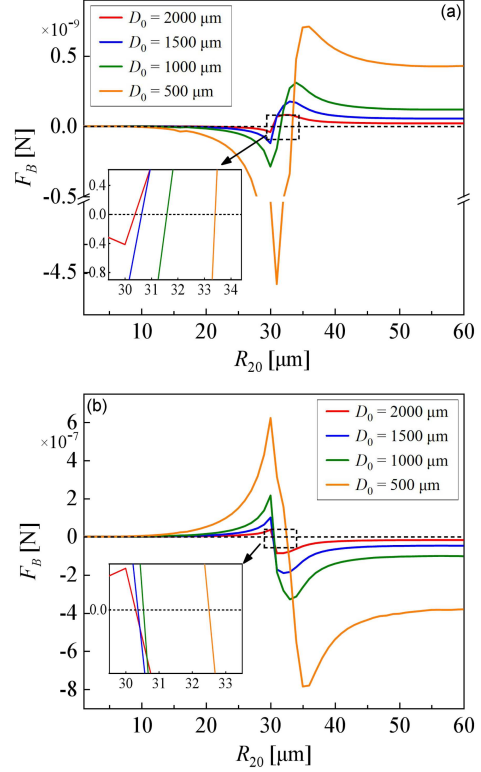 ×10⁻⁹
(a)
D₀ = 2000 μm
D₀ = 1500 μm
D₀ = 1000 μm
D₀ = 500 μm
0.5
0.0
-0.5
-4.5
F_B [N]
0.4
0.0
-0.4
-0.8
30 31 32 33 34
10 20 30 40 50 60
R₂₀ [μm]
(b)
×10⁻⁷
D₀ = 2000 μm
D₀ = 1500 μm
D₀ = 1000 μm
D₀ = 500 μm
6
4
2
0
-2
-4
-6
-8
F_B [N]
0.0
30 31 32 33
10 20 30 40 50 60
R₂₀ [μm]